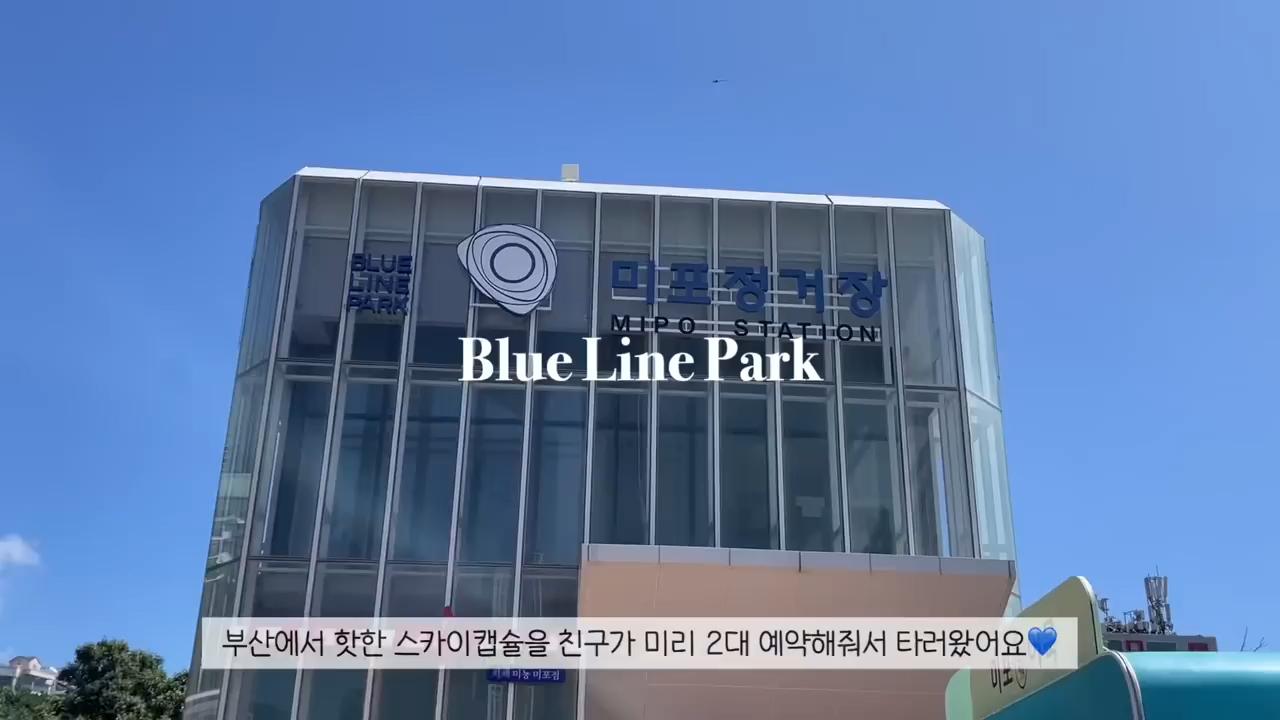 BLUE
LINE
PARK
미포정거장
MIPO STATION
Blue Line Park
부산에서 핫한 스카이캡슐을 친구가 미리 2대 예약해줘서 타러왔어요💙
미포